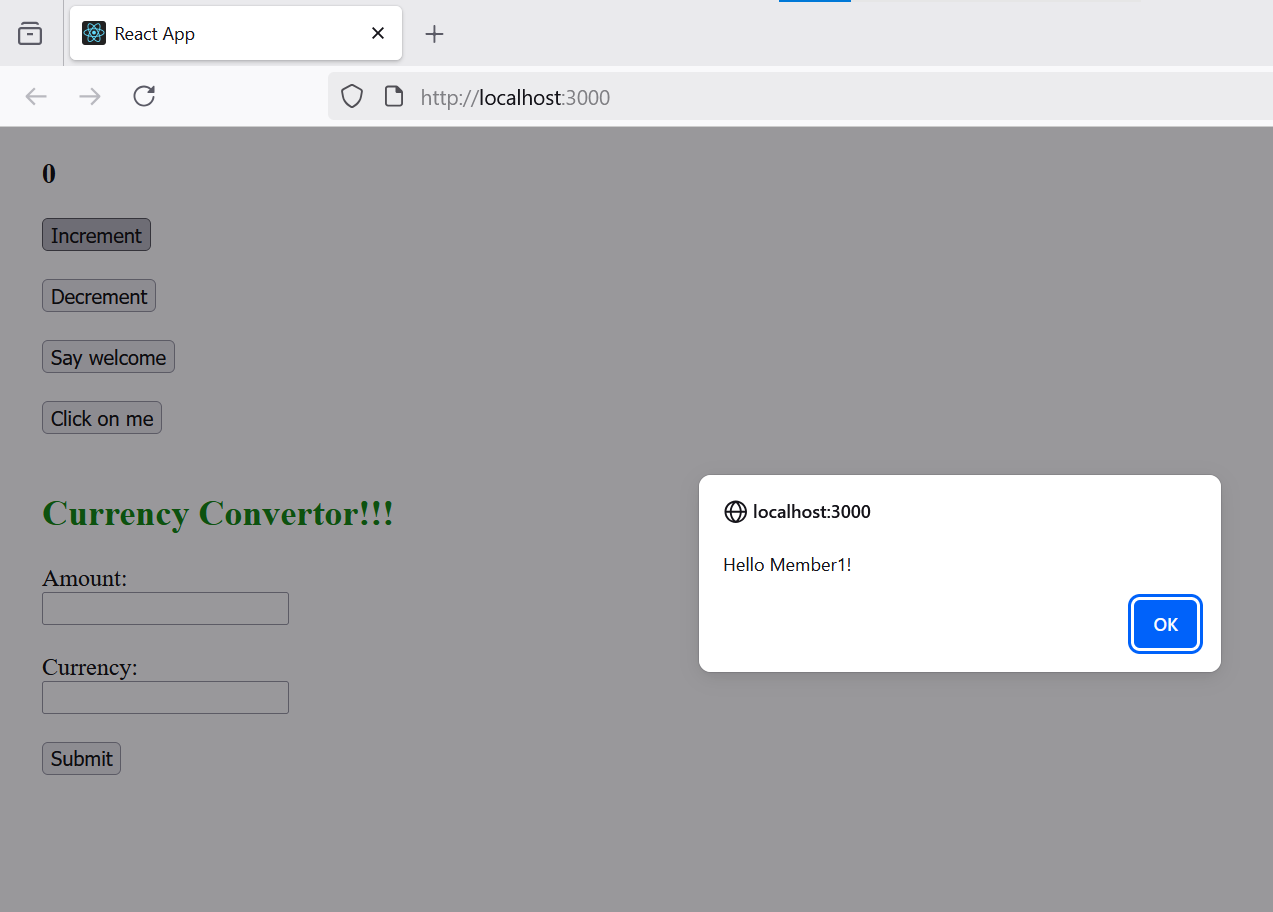 React App
http://localhost:3000
0
Increment
Decrement
Say welcome
Click on me
Currency Convertor!!!
Amount:
Currency:
Submit
localhost:3000
Hello Member1!
OK